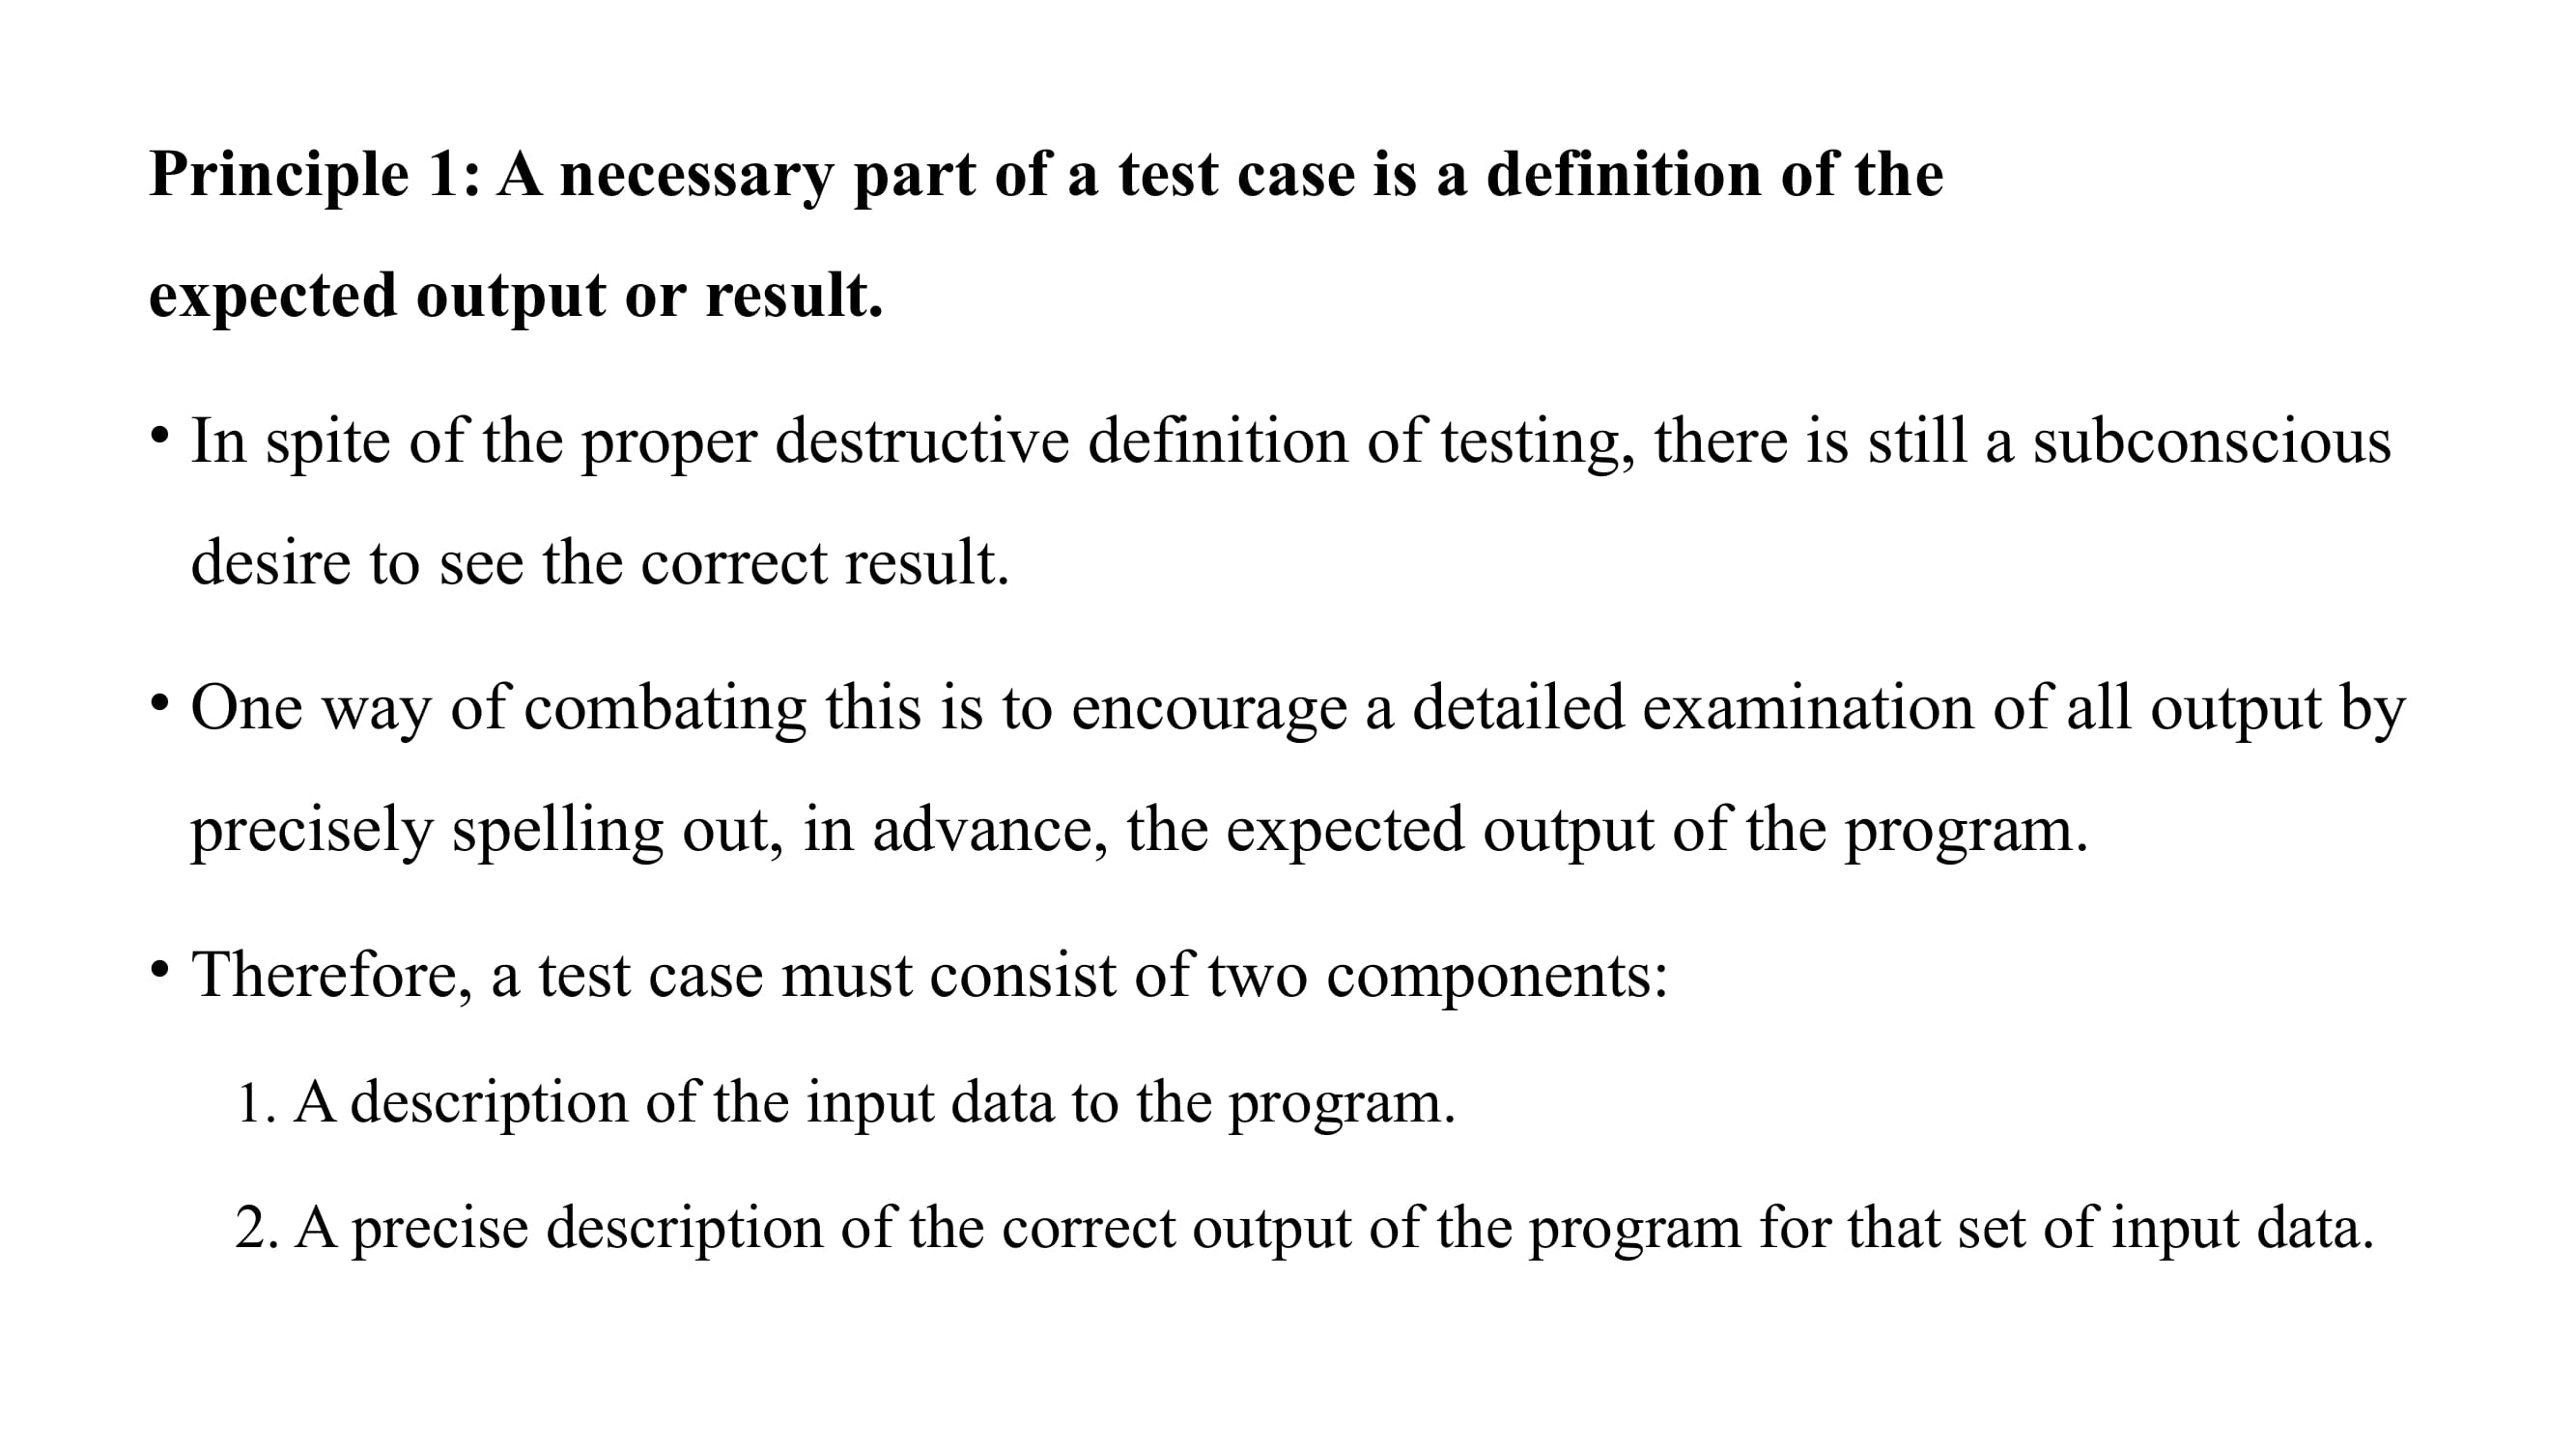 Principle 1: A necessary part of a test case is a definition of the
expected output or result.
• In spite of the proper destructive definition of testing, there is still a subconscious
desire to see the correct result.
• One way of combating this is to encourage a detailed examination of all output by
precisely spelling out, in advance, the expected output of the program.
• Therefore, a test case must consist of two components:
1. A description of the input data to the program.
2. A precise description of the correct output of the program for that set of input data.